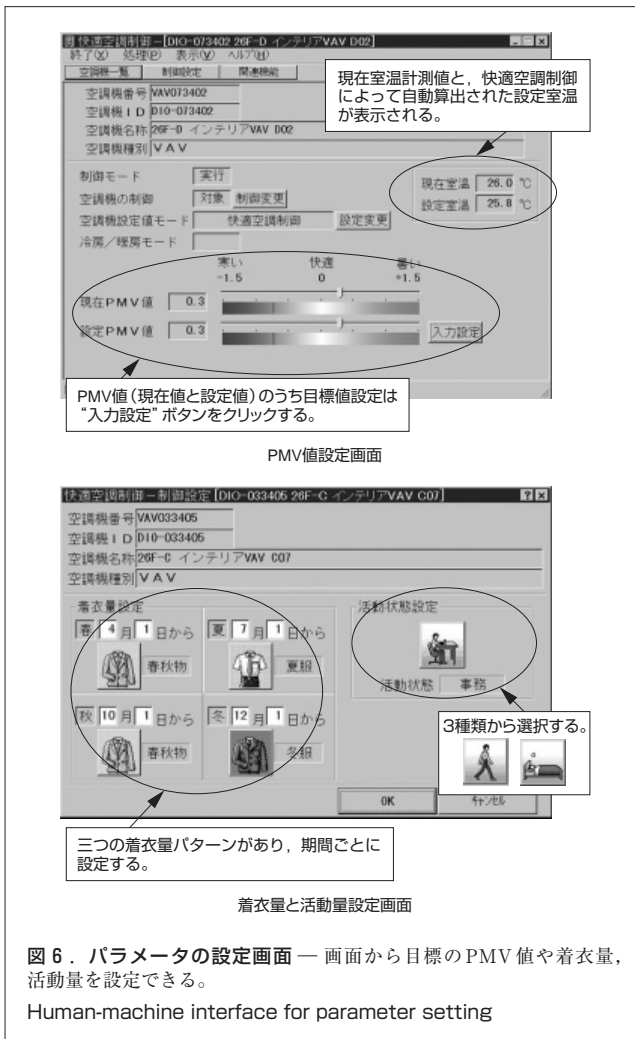 快適空調制御－[DIO-073402 26F-D インテリアVAV D02]
終了(X) 処理(P) 表示(V) ヘルプ(H)
空調機一覧 制御設定 関連機能
現在室温計測値と，快適空調制御
によって自動算出された設定室温
が表示される。
空調機番号 VAV073402
空調機ＩＤ DIO-073402
空調機名称 26F-D インテリアVAV D02
空調機種別 ＶＡＶ
制御モード 実行
現在室温 26.0 ℃
空調機の制御 対象 制御変更
設定室温 25.8 ℃
空調機設定値モード 快適空調制御 設定変更
冷房／暖房モード
寒い 快適 暑い
-1.5 0 +1.5
現在ＰＭＶ値 0.3
設定ＰＭＶ値 0.3 入力設定
PMV値（現在値と設定値）のうち目標値設定は
“入力設定”ボタンをクリックする。
PMV値設定画面
快適空調制御－制御設定[DIO-033405 26F-C インテリアVAV C07]
空調機番号 VAV033405
空調機ＩＤ DIO-033405
空調機名称 26F-C インテリアVAV C07
空調機種別 ＶＡＶ
着衣量設定 活動状態設定
春 4 月 1 日から 夏 7 月 1 日から
春秋物 夏服
活動状態 事務
秋 10 月 1 日から 冬 12 月 1 日から
3種類から選択する。
春秋物 冬服
OK キャンセル
三つの着衣量パターンがあり，期間ごとに
設定する。
着衣量と活動量設定画面
図6．パラメータの設定画面 — 画面から目標のPMV値や着衣量，
活動量を設定できる。
Human-machine interface for parameter setting